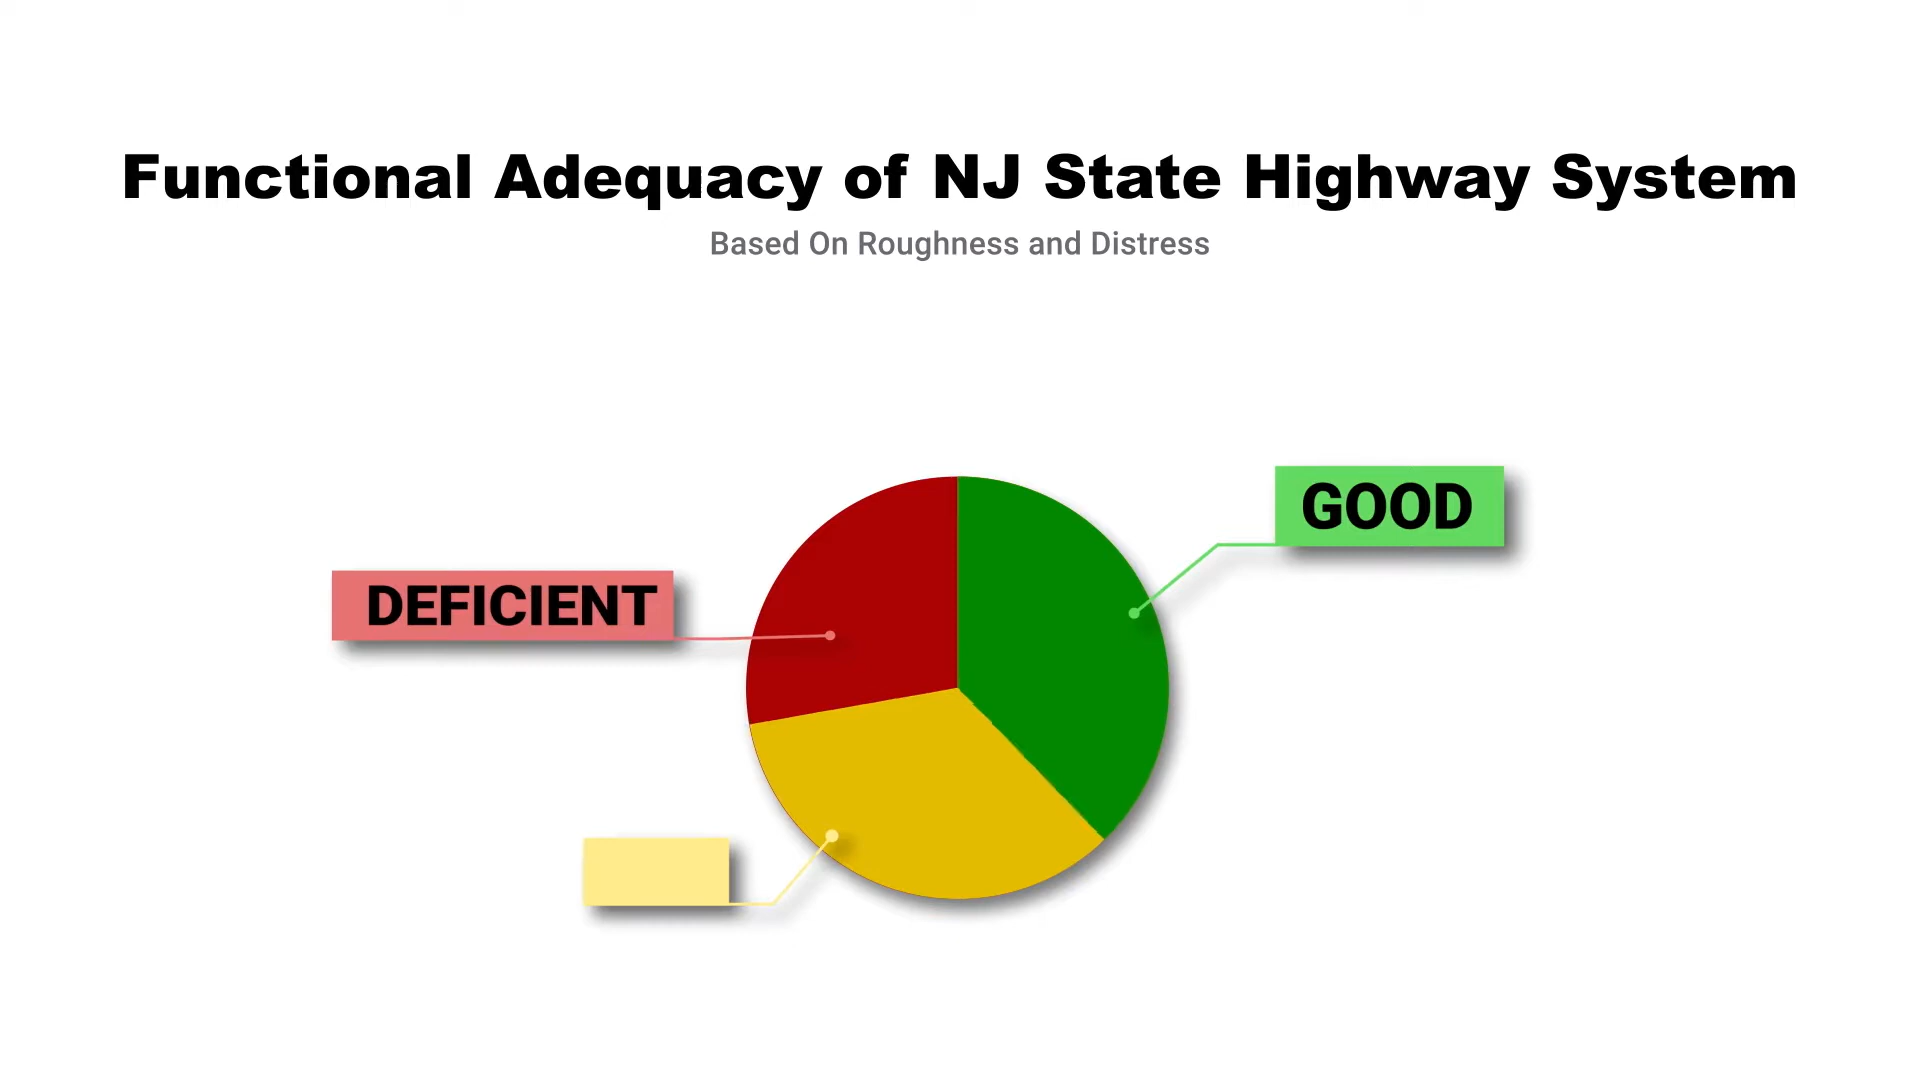 Functional Adequacy of NJ State Highway System
Based On Roughness and Distress
GOOD
DEFICIENT